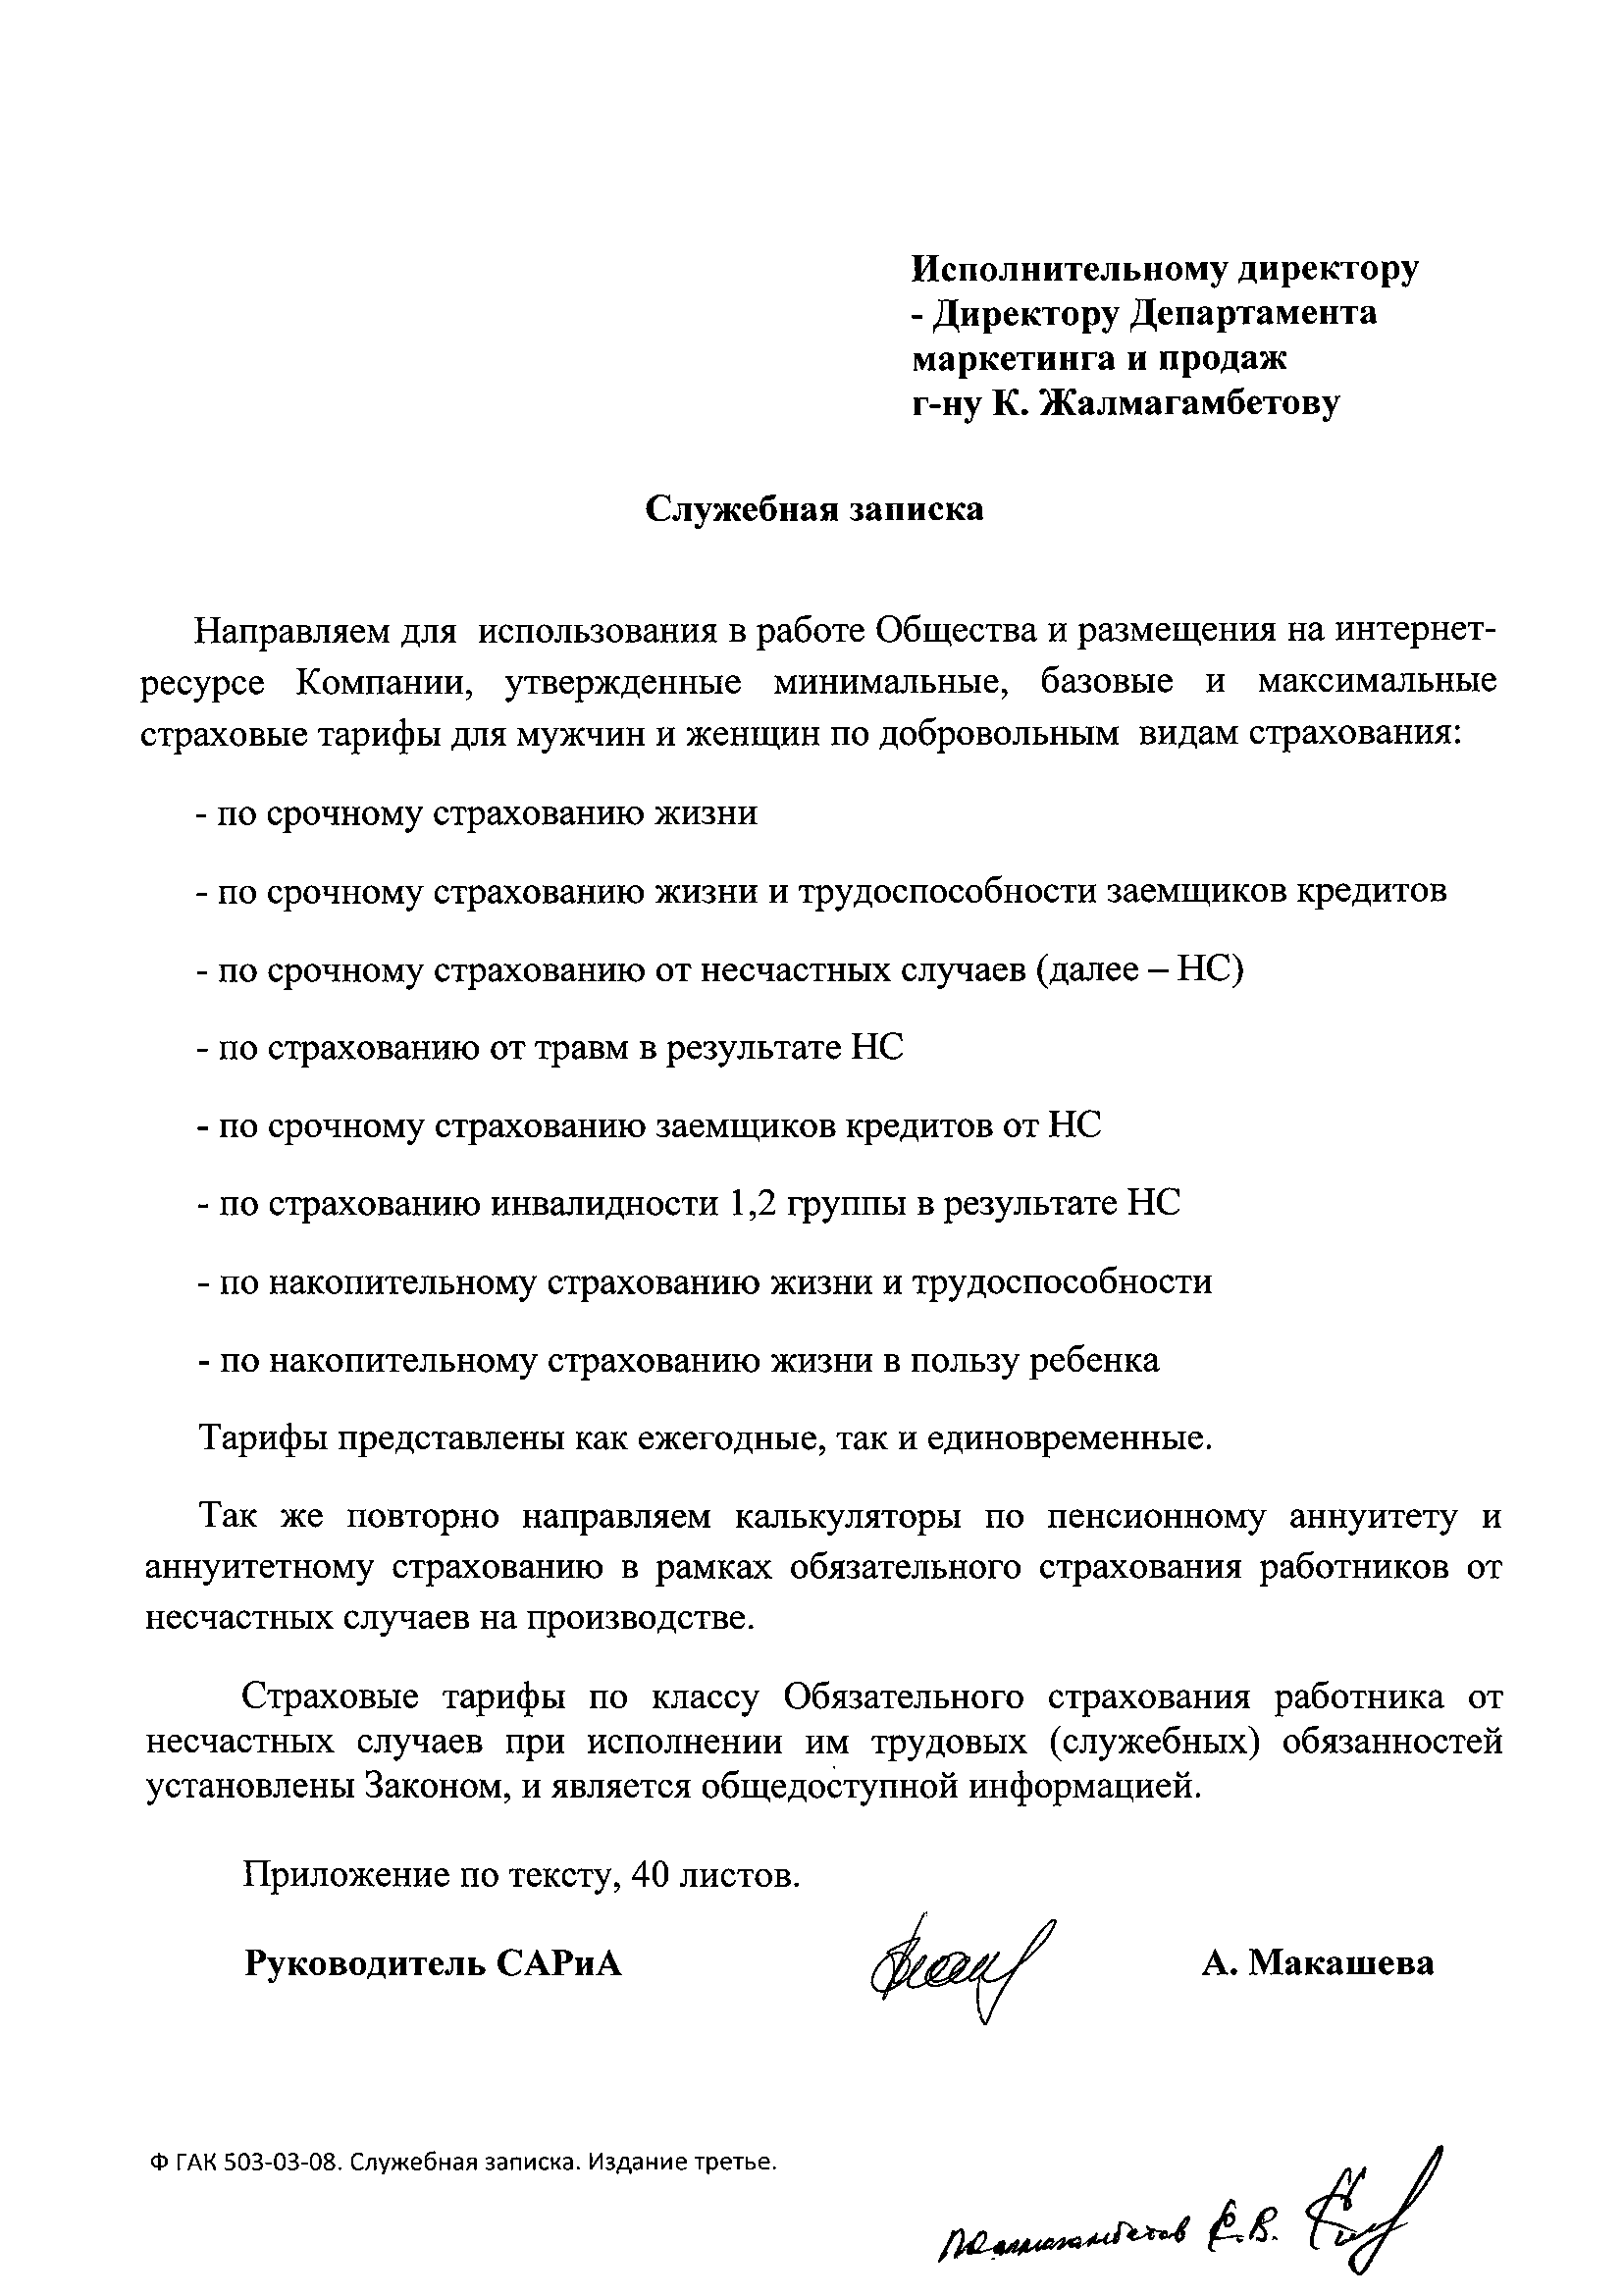 Исполнительному директору
- Директору Департамента
маркетинга и продаж
г-ну К. Жалмагамбетову
Служебная записка
Направляем для использования в работе Общества и размещения на интернет-
ресурсе Компании, утвержденные минимальные, базовые и максимальные
страховые тарифы для мужчин и женщин по добровольным видам страхования:
- по срочному страхованию жизни
- по срочному страхованию жизни и трудоспособности заемщиков кредитов
- по срочному страхованию от несчастных случаев (далее – НС)
- по страхованию от травм в результате НС
- по срочному страхованию заемщиков кредитов от НС
- по страхованию инвалидности 1,2 группы в результате НС
- по накопительному страхованию жизни и трудоспособности
- по накопительному страхованию жизни в пользу ребенка
Тарифы представлены как ежегодные, так и единовременные.
Так же повторно направляем калькуляторы по пенсионному аннуитету и
аннуитетному страхованию в рамках обязательного страхования работников от
несчастных случаев на производстве.
Страховые тарифы по классу Обязательного страхования работника от
несчастных случаев при исполнении им трудовых (служебных) обязанностей
установлены Законом, и является общедоступной информацией.
Приложение по тексту, 40 листов.
Руководитель САРиА А. Макашева
Ф ГАК 503-03-08. Служебная записка. Издание третье.
Жалмагамбетов К.В.